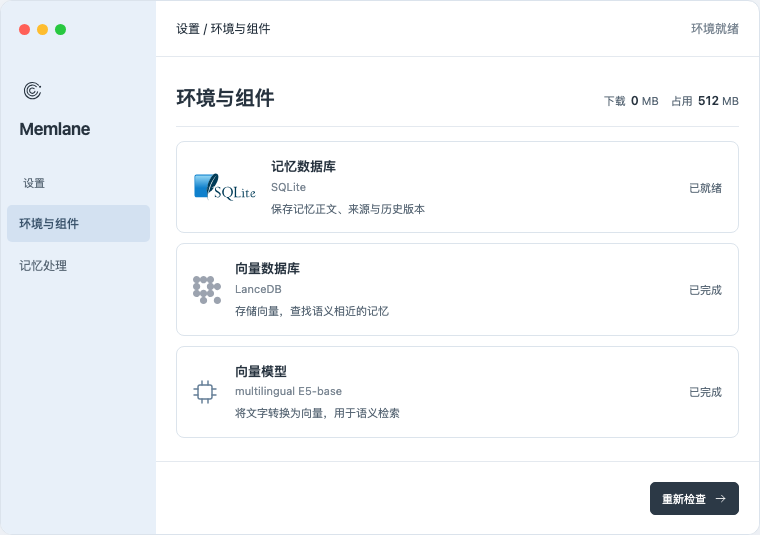 设置 / 环境与组件
环境就绪
Memlane
设置
环境与组件
记忆处理
环境与组件
下载 0 MB 占用 512 MB
SQLite
记忆数据库
SQLite
保存记忆正文、来源与历史版本
已就绪
向量数据库
LanceDB
存储向量，查找语义相近的记忆
已完成
向量模型
multilingual E5-base
将文字转换为向量，用于语义检索
已完成
重新检查 →